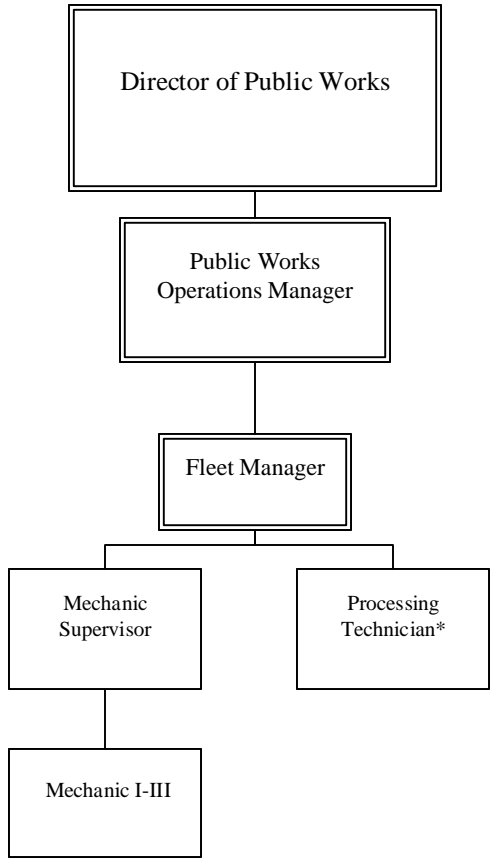 Director of Public Works
Public Works
Operations Manager
Fleet Manager
Mechanic
Supervisor
Processing
Technician*
Mechanic I-III